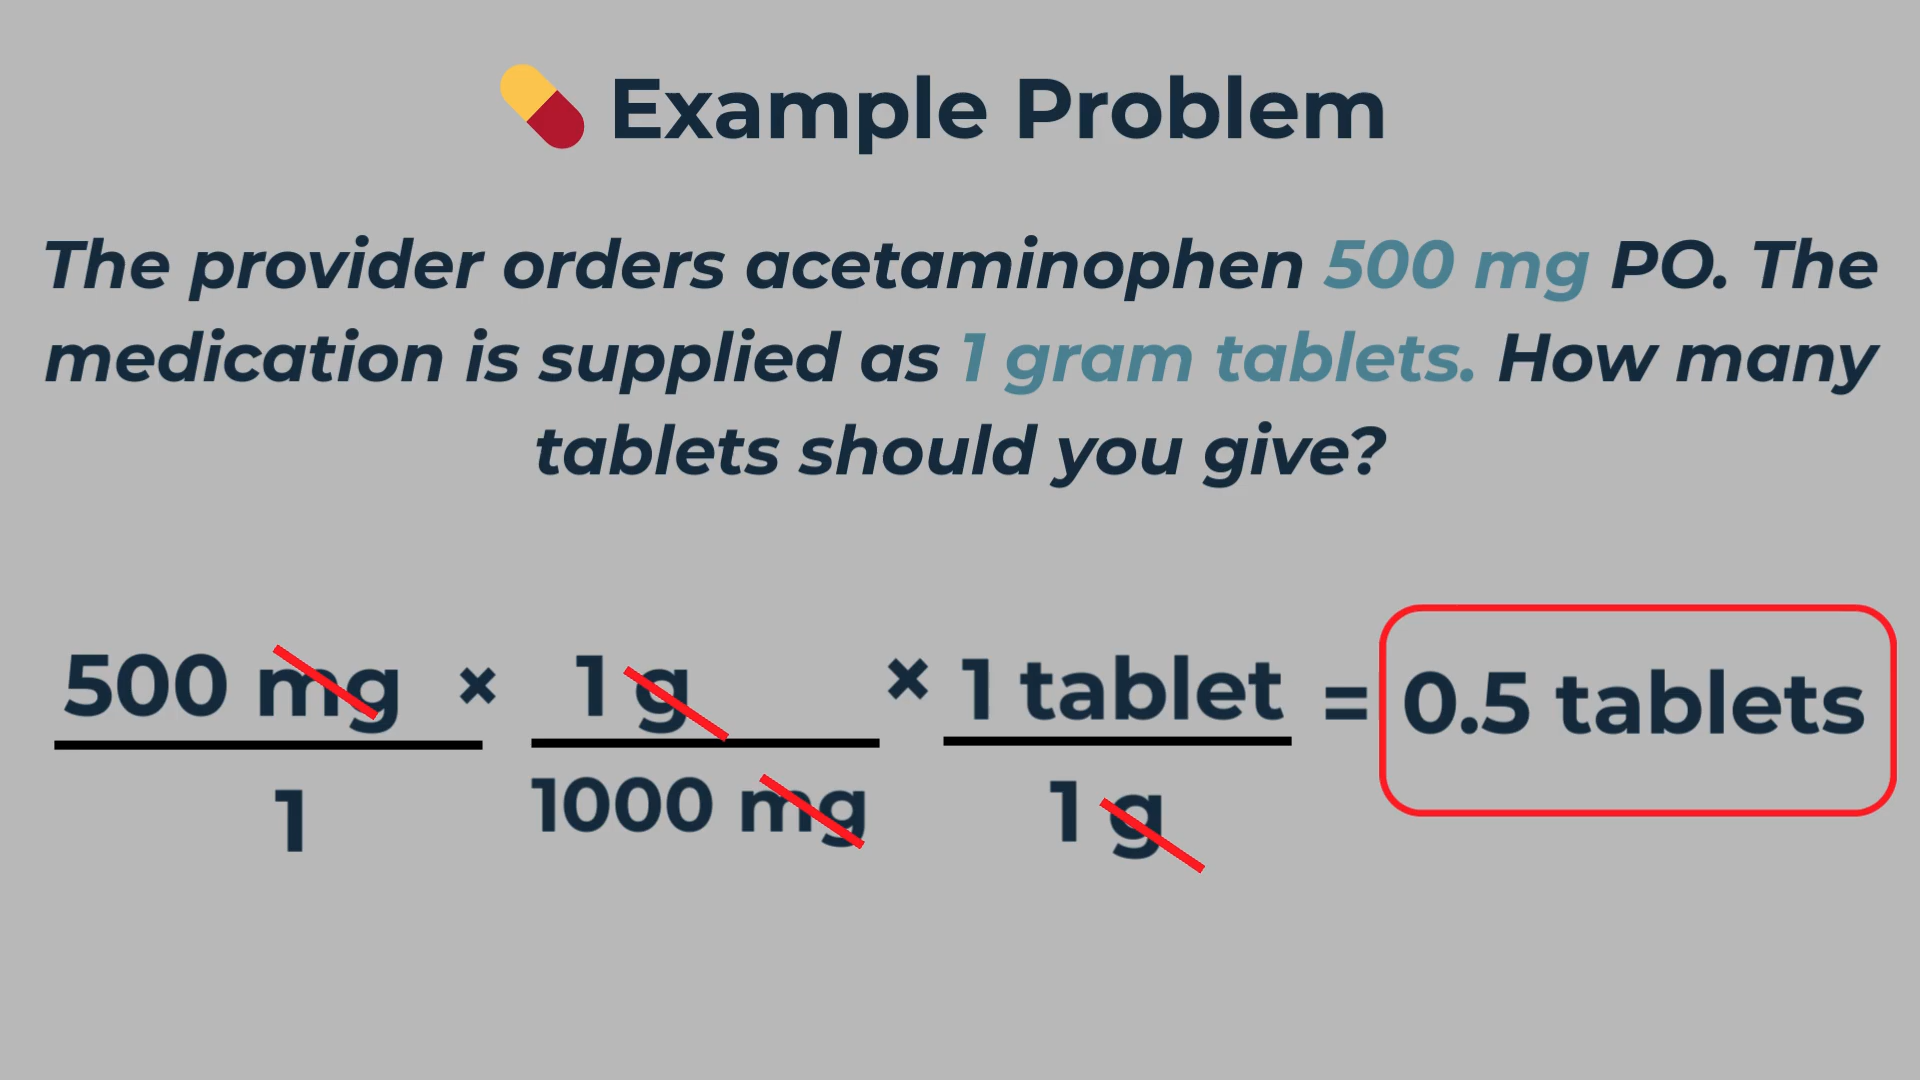 Example Problem
The provider orders acetaminophen 500 mg PO. The
medication is supplied as 1 gram tablets. How many
tablets should you give?
500 mg × 1 g × 1 tablet = 0.5 tablets
1 1000 mg 1 g